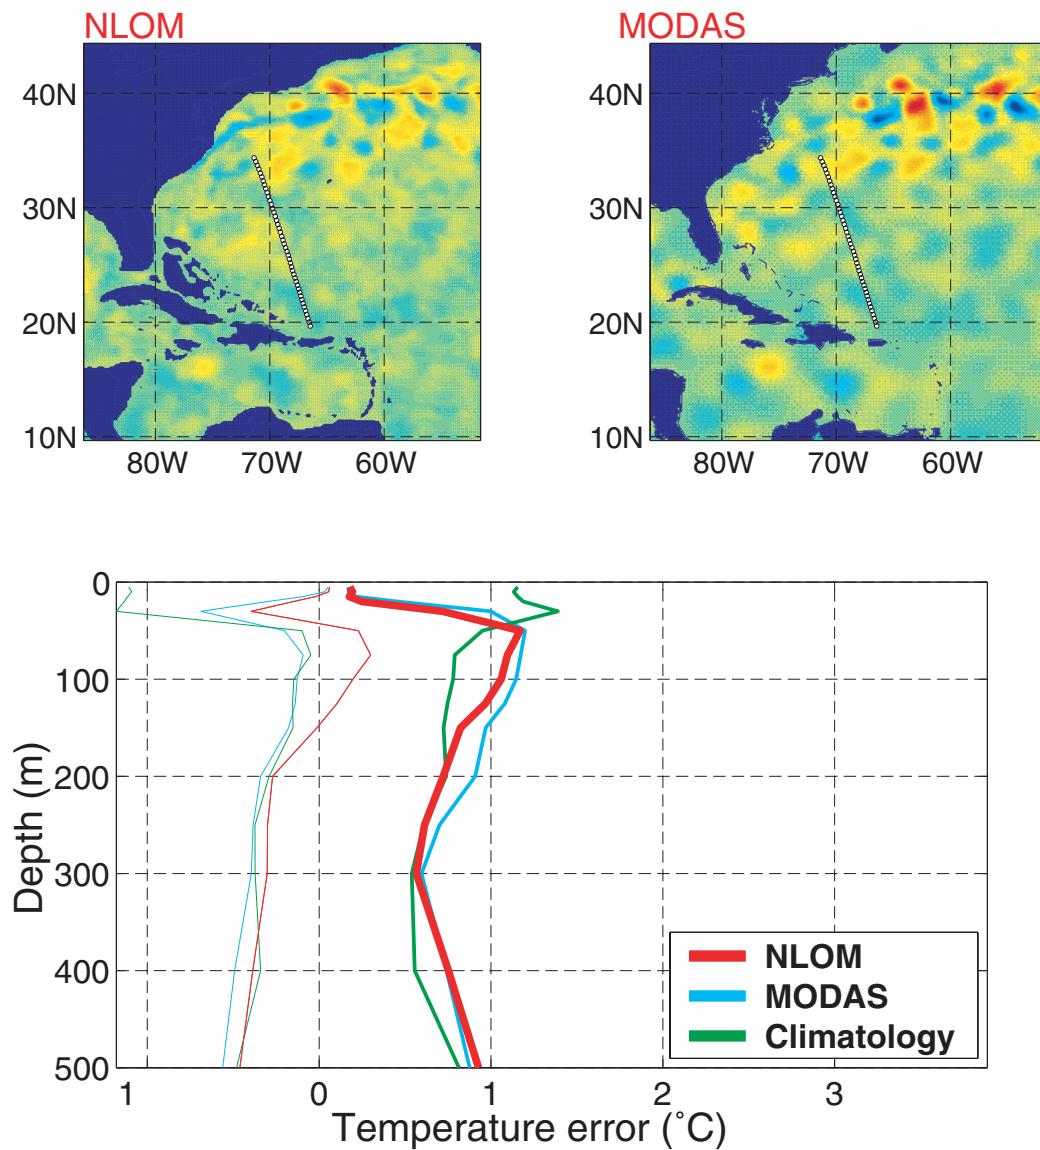 NLOM MODAS
40N 40N
30N 30N
20N 20N
10N 10N
80W 70W 60W 80W 70W 60W
0
100
200
300
400
500
Depth (m)
NLOM
MODAS
Climatology
1 0 1 2 3
Temperature error (˚C)